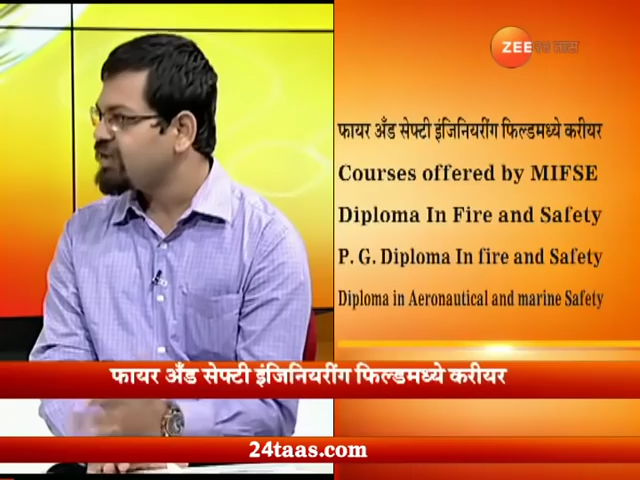 ZEE २४ तास
फायर अँड सेफ्टी इंजिनियरींग फिल्डमध्ये करीयर
Courses offered by MIFSE
Diploma In Fire and Safety
P. G. Diploma In fire and Safety
Diploma in Aeronautical and marine Safety
फायर अँड सेफ्टी इंजिनियरींग फिल्डमध्ये करीयर
24taas.com